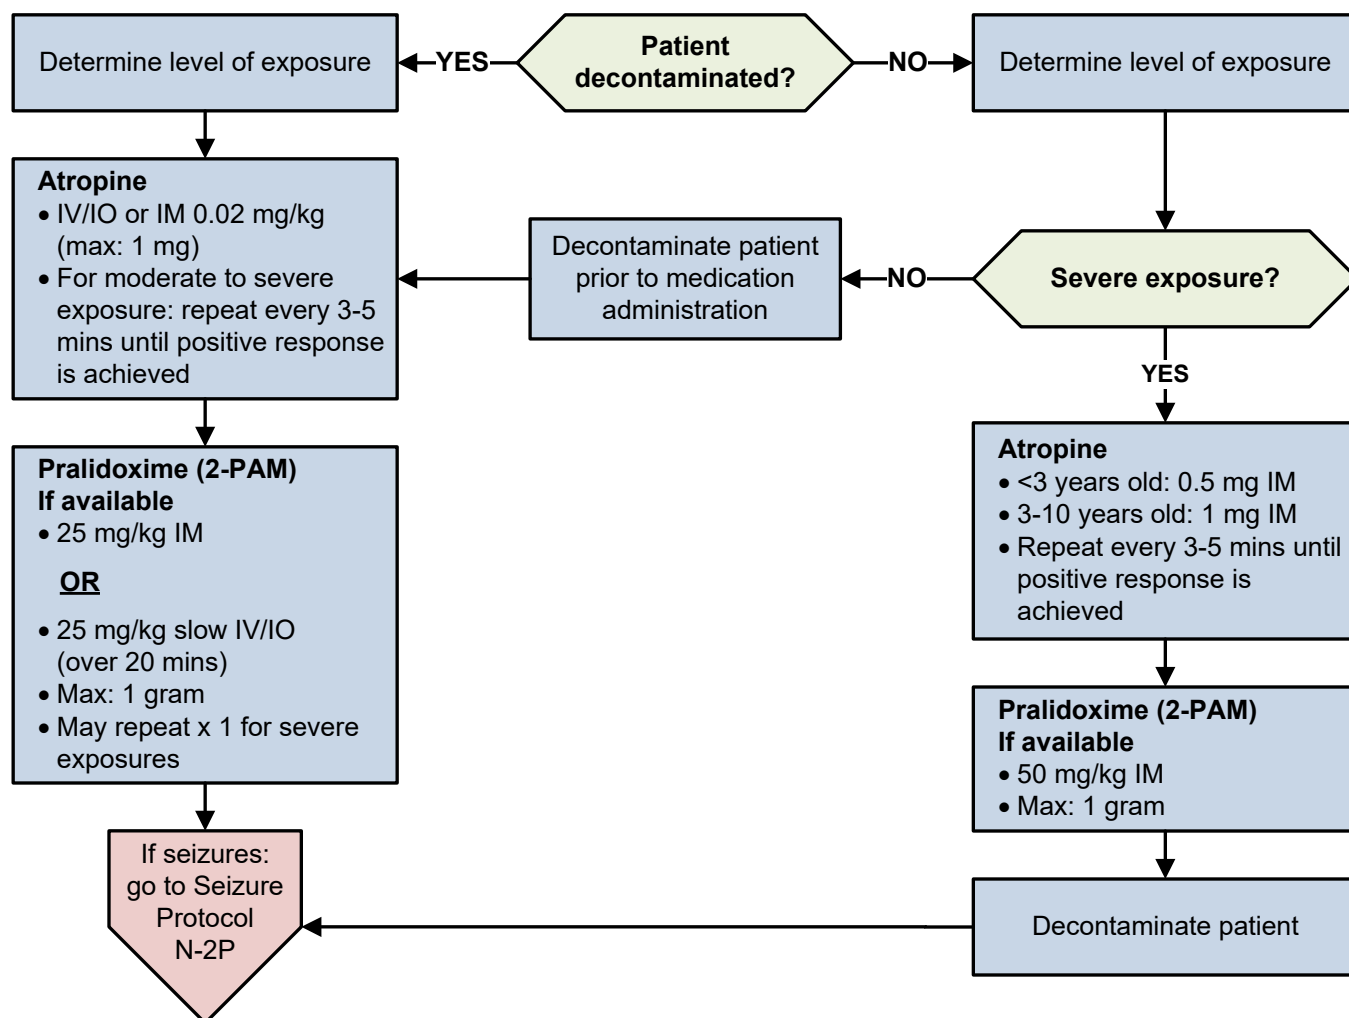 Patient
decontaminated?
YES
NO
Determine level of exposure
Determine level of exposure
Atropine
• IV/IO or IM 0.02 mg/kg
(max: 1 mg)
• For moderate to severe
exposure: repeat every 3-5
mins until positive response
is achieved
Decontaminate patient
prior to medication
administration
NO
Severe exposure?
YES
Pralidoxime (2-PAM)
If available
• 25 mg/kg IM
OR
• 25 mg/kg slow IV/IO
(over 20 mins)
• Max: 1 gram
• May repeat x 1 for severe
exposures
Atropine
• <3 years old: 0.5 mg IM
• 3-10 years old: 1 mg IM
• Repeat every 3-5 mins until
positive response is
achieved
Pralidoxime (2-PAM)
If available
• 50 mg/kg IM
• Max: 1 gram
Decontaminate patient
If seizures:
go to Seizure
Protocol
N-2P